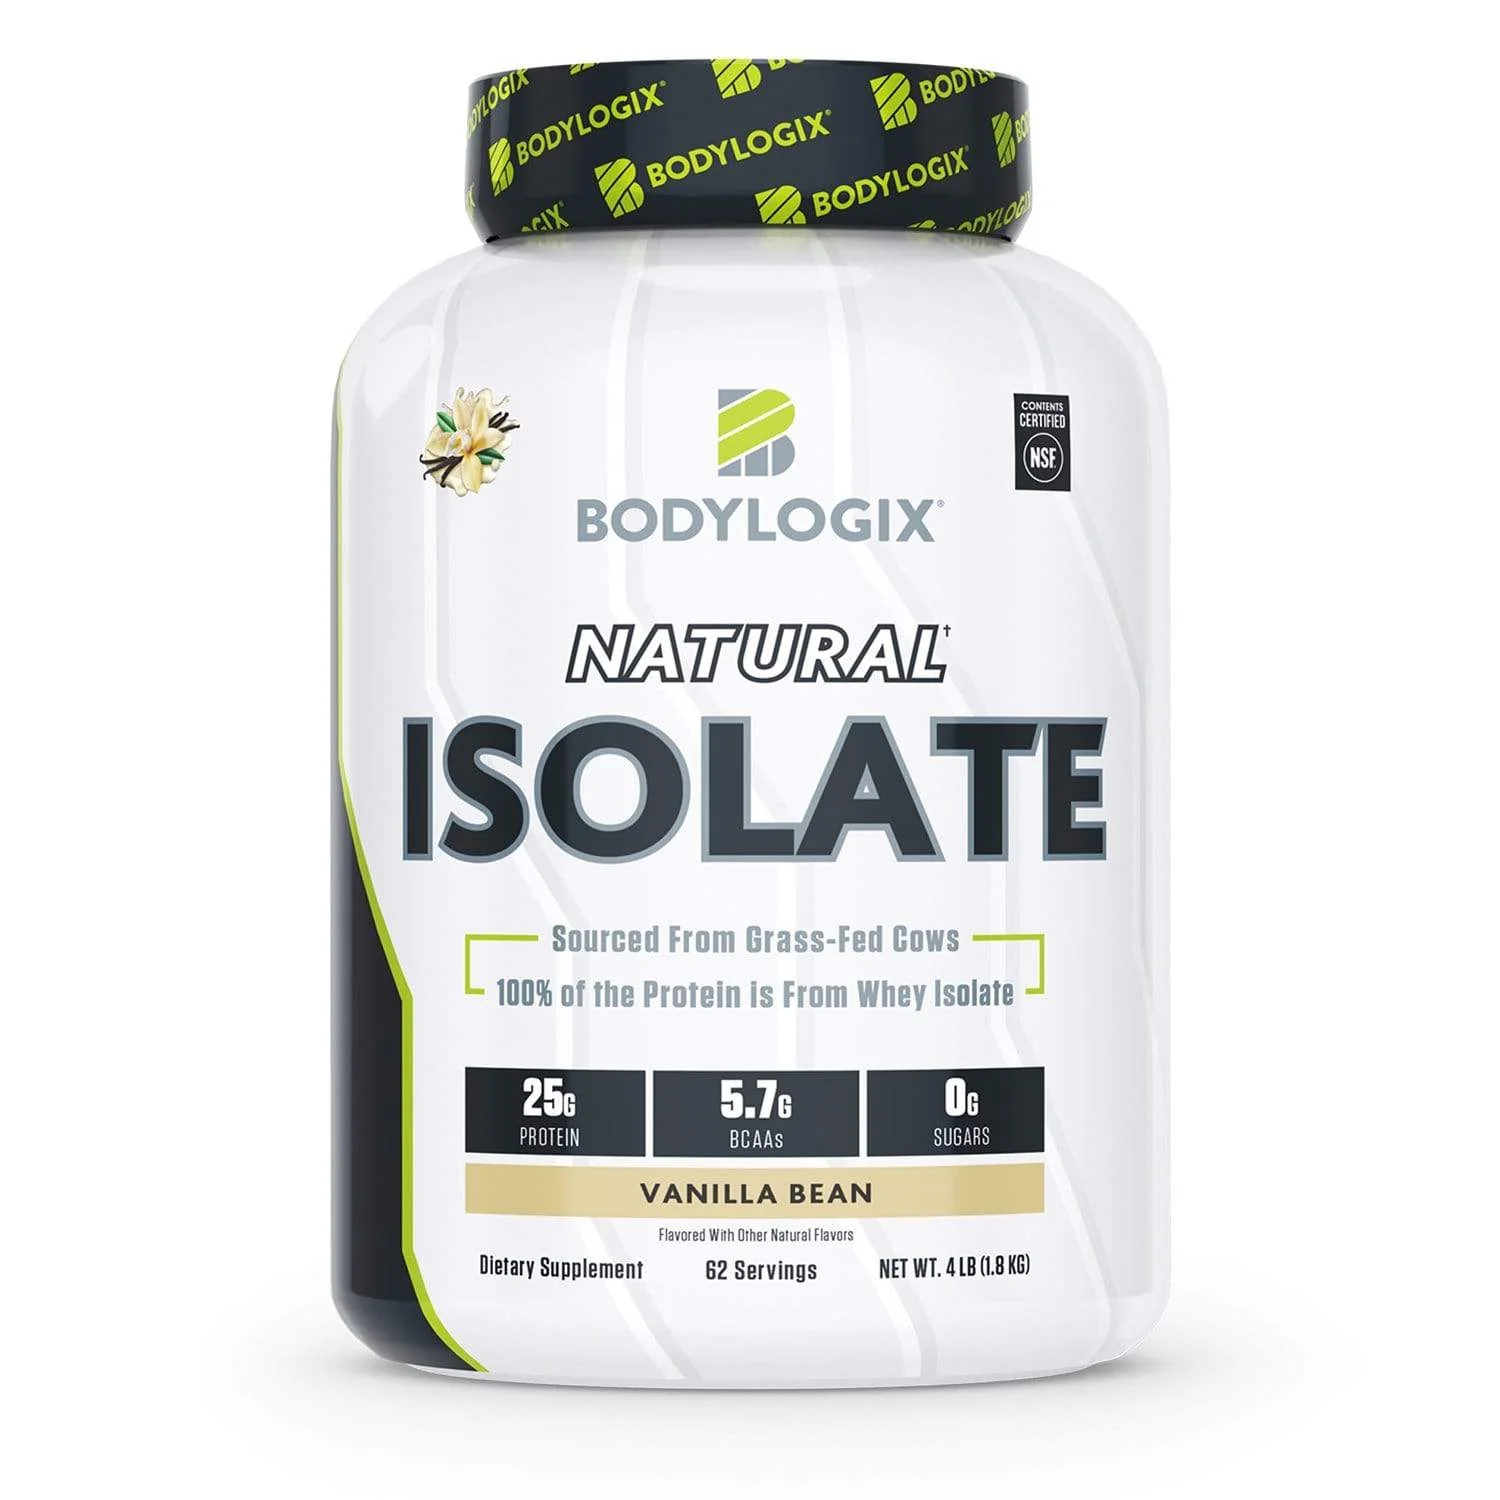 BODYLOGIX®
BODYLOGIX®
BODYLOGIX®
BODYLOGIX®
CONTENTS
CERTIFIED
NSF
NATURAL†
ISOLATE
Sourced From Grass-Fed Cows
100% of the Protein is From Whey Isolate
25G
PROTEIN
5.7G
BCAAs
0G
SUGARS
VANILLA BEAN
Flavored With Other Natural Flavors
Dietary Supplement
62 Servings
NET WT. 4 LB (1.8 KG)